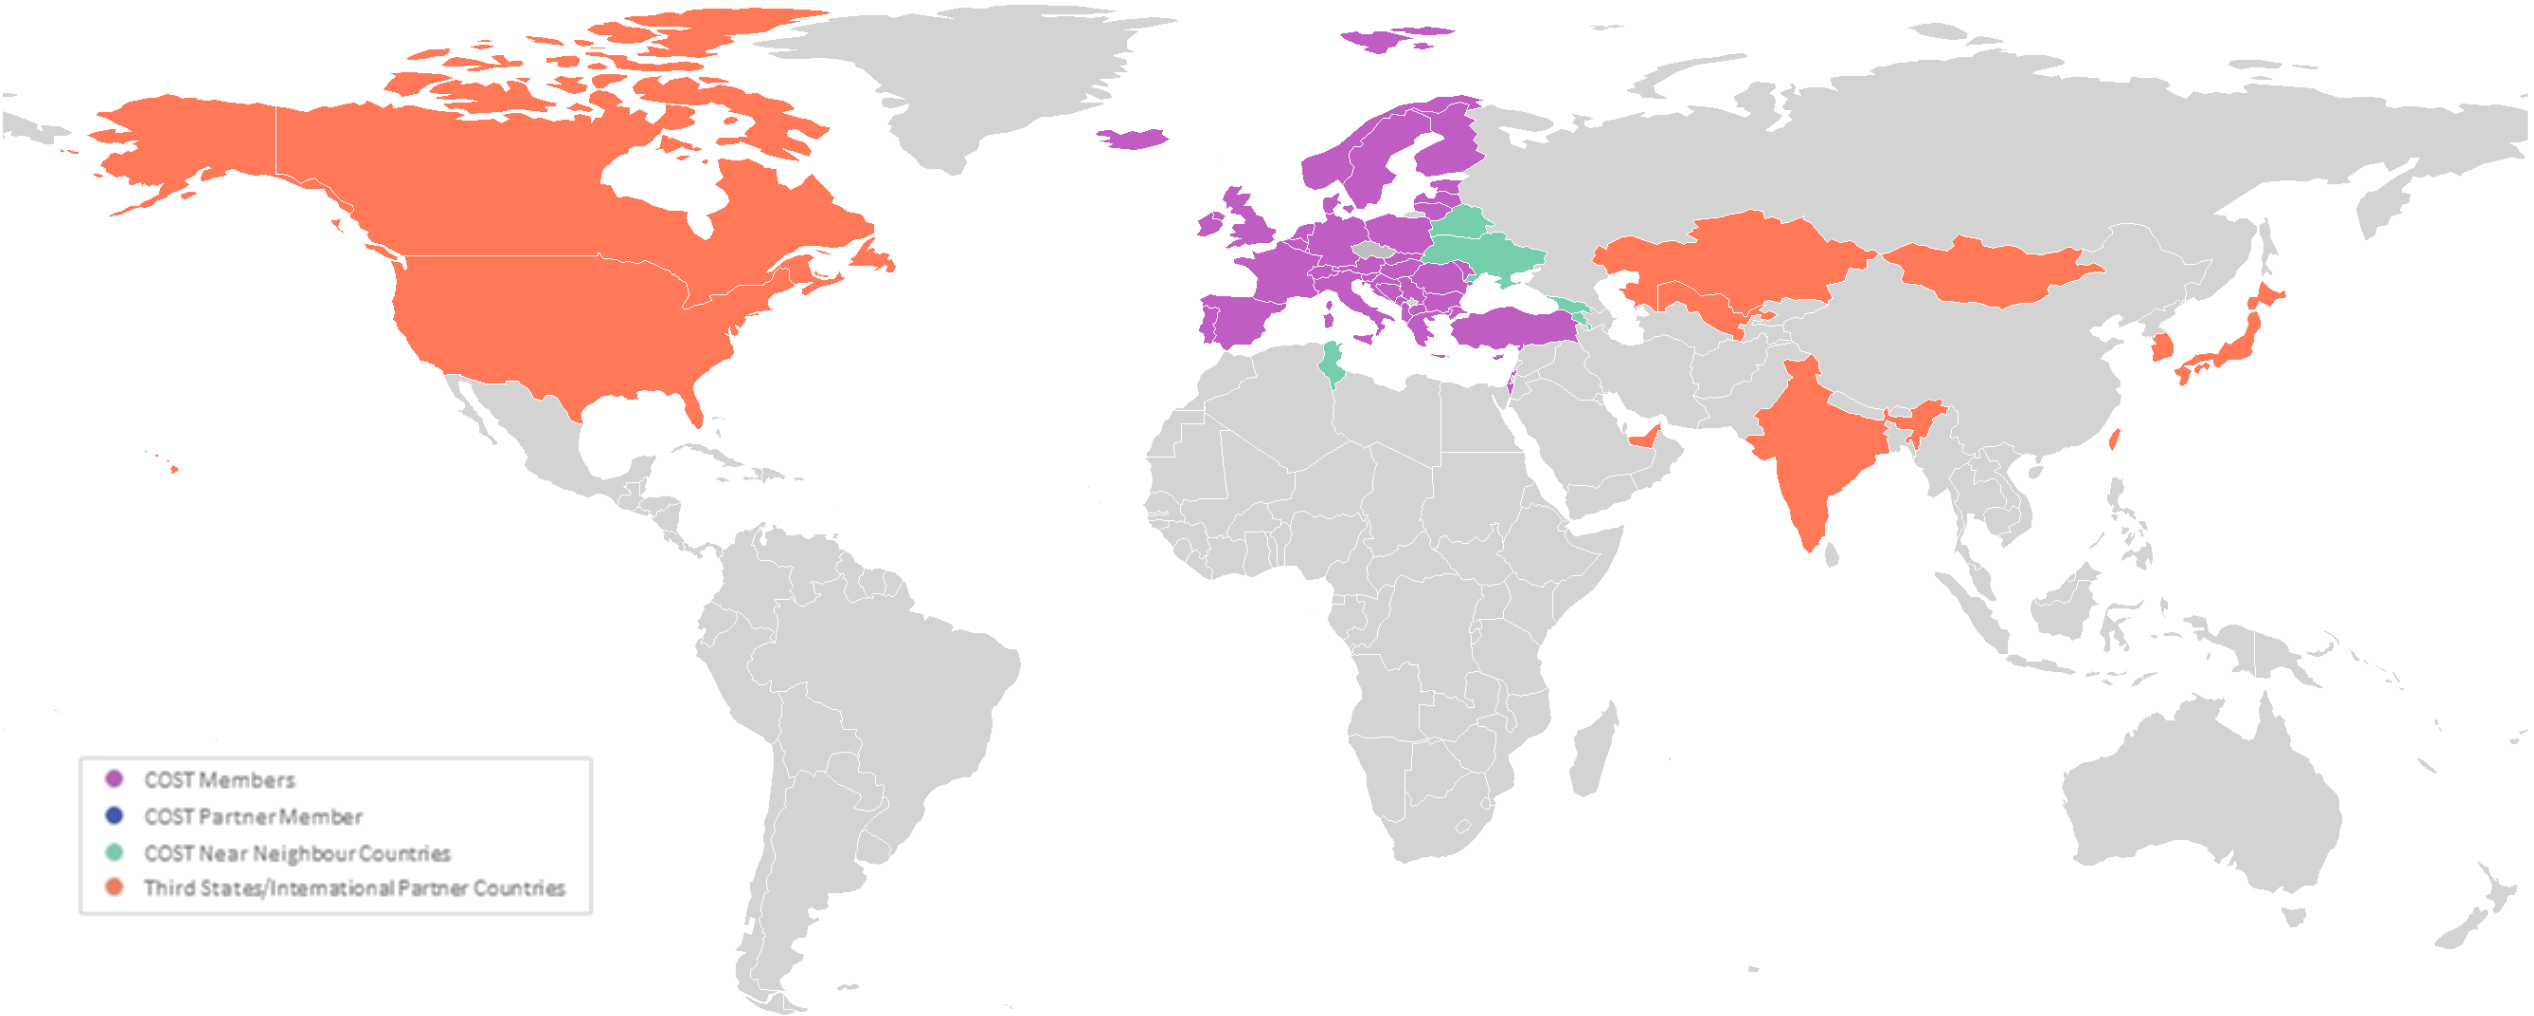 COST Members
COST Partner Member
COST Near Neighbour Countries
Third States/International Partner Countries